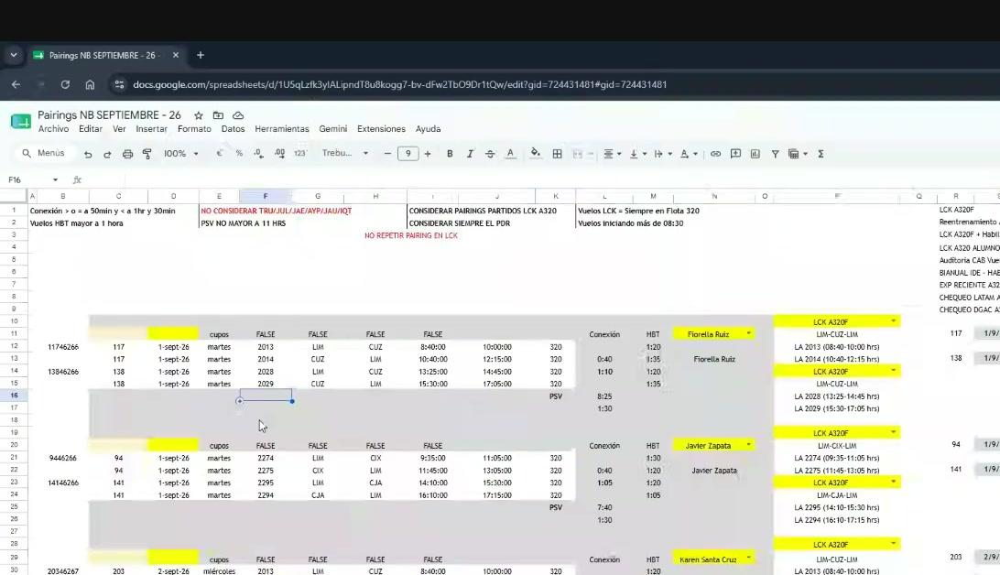 Pairings NB SEPTIEMBRE - 26 -
docs.google.com/spreadsheets/d/1U5qLzfk3yIALipndT8u8kogg7-bv-dFw2TbO9Dr1tQw/edit?gid=724431481#gid=724431481
Pairings NB SEPTIEMBRE - 26
Archivo Editar Ver Insertar Formato Datos Herramientas Gemini Extensiones Ayuda
Menús 100% € % .0 .00 123 Trebu... 9 B I A
F16 fx
A B C D E F G H I J K L M N O P Q R
1 Conexión > o = a 50min y < a 1hr y 30min NO CONSIDERAR TRU/JUL/JAE/AYP/JAU/IQT CONSIDERAR PAIRINGS PARTIDOS LCK A320 Vuelos LCK = Siempre en Flota 320 LCK A320F
2 Vuelos HBT mayor a 1 hora PSV NO MAYOR A 11 HRS CONSIDERAR SIEMPRE EL PDR Vuelos iniciando más de 08:30 Reentrenamiento
3 NO REPETIR PAIRING EN LCK LCK A320F + Habil
4 LCK A320 ALUMNO
5 Auditoria CAB Vue
6 BIANUAL IDE - HAB
7 EXP RECIENTE A32
8 CHEQUEO LATAM A
9 CHEQUEO DGAC A
10 LCK A320F
11 cupos FALSE FALSE FALSE FALSE Conexión HBT Fiorella Ruiz LIM-CUZ-LIM 117 1/9/
12 11746266 117 1-sept-26 martes 2013 LIM CUZ 8:40:00 10:00:00 320 1:20 LA 2013 (08:40-10:00 hrs)
13 117 1-sept-26 martes 2014 CUZ LIM 10:40:00 12:15:00 320 0:40 1:35 Fiorella Ruiz LA 2014 (10:40-12:15 hrs) 138 1/9/
14 13846266 138 1-sept-26 martes 2028 LIM CUZ 13:25:00 14:45:00 320 1:10 1:20 LCK A320F
15 138 1-sept-26 martes 2029 CUZ LIM 15:30:00 17:05:00 320 1:35 LIM-CUZ-LIM
16 PSV 8:25 LA 2028 (13:25-14:45 hrs)
17 1:30 LA 2029 (15:30-17:05 hrs)
18
19 LCK A320F
20 cupos FALSE FALSE FALSE FALSE Conexión HBT Javier Zapata LIM-CIX-LIM 94 1/9/
21 9446266 94 1-sept-26 martes 2274 LIM CIX 9:35:00 11:05:00 320 1:30 LA 2274 (09:35-11:05 hrs)
22 94 1-sept-26 martes 2275 CIX LIM 11:45:00 13:05:00 320 0:40 1:20 Javier Zapata LA 2275 (11:45-13:05 hrs) 141 1/9/
23 14146266 141 1-sept-26 martes 2295 LIM CJA 14:10:00 15:30:00 320 1:05 1:20 LCK A320F
24 141 1-sept-26 martes 2294 CJA LIM 16:10:00 17:15:00 320 1:05 LIM-CJA-LIM
25 PSV 7:40 LA 2295 (14:10-15:30 hrs)
26 1:30 LA 2294 (16:10-17:15 hrs)
27
28 LCK A320F
29 cupos FALSE FALSE FALSE FALSE Conexión HBT Karen Santa Cruz LIM-CUZ-LIM 203 2/9/
30 20346267 203 2-sept-26 miércoles 2013 LIM CUZ 8:40:00 10:00:00 320 1:20 LA 2013 (08:40-10:00 hrs)